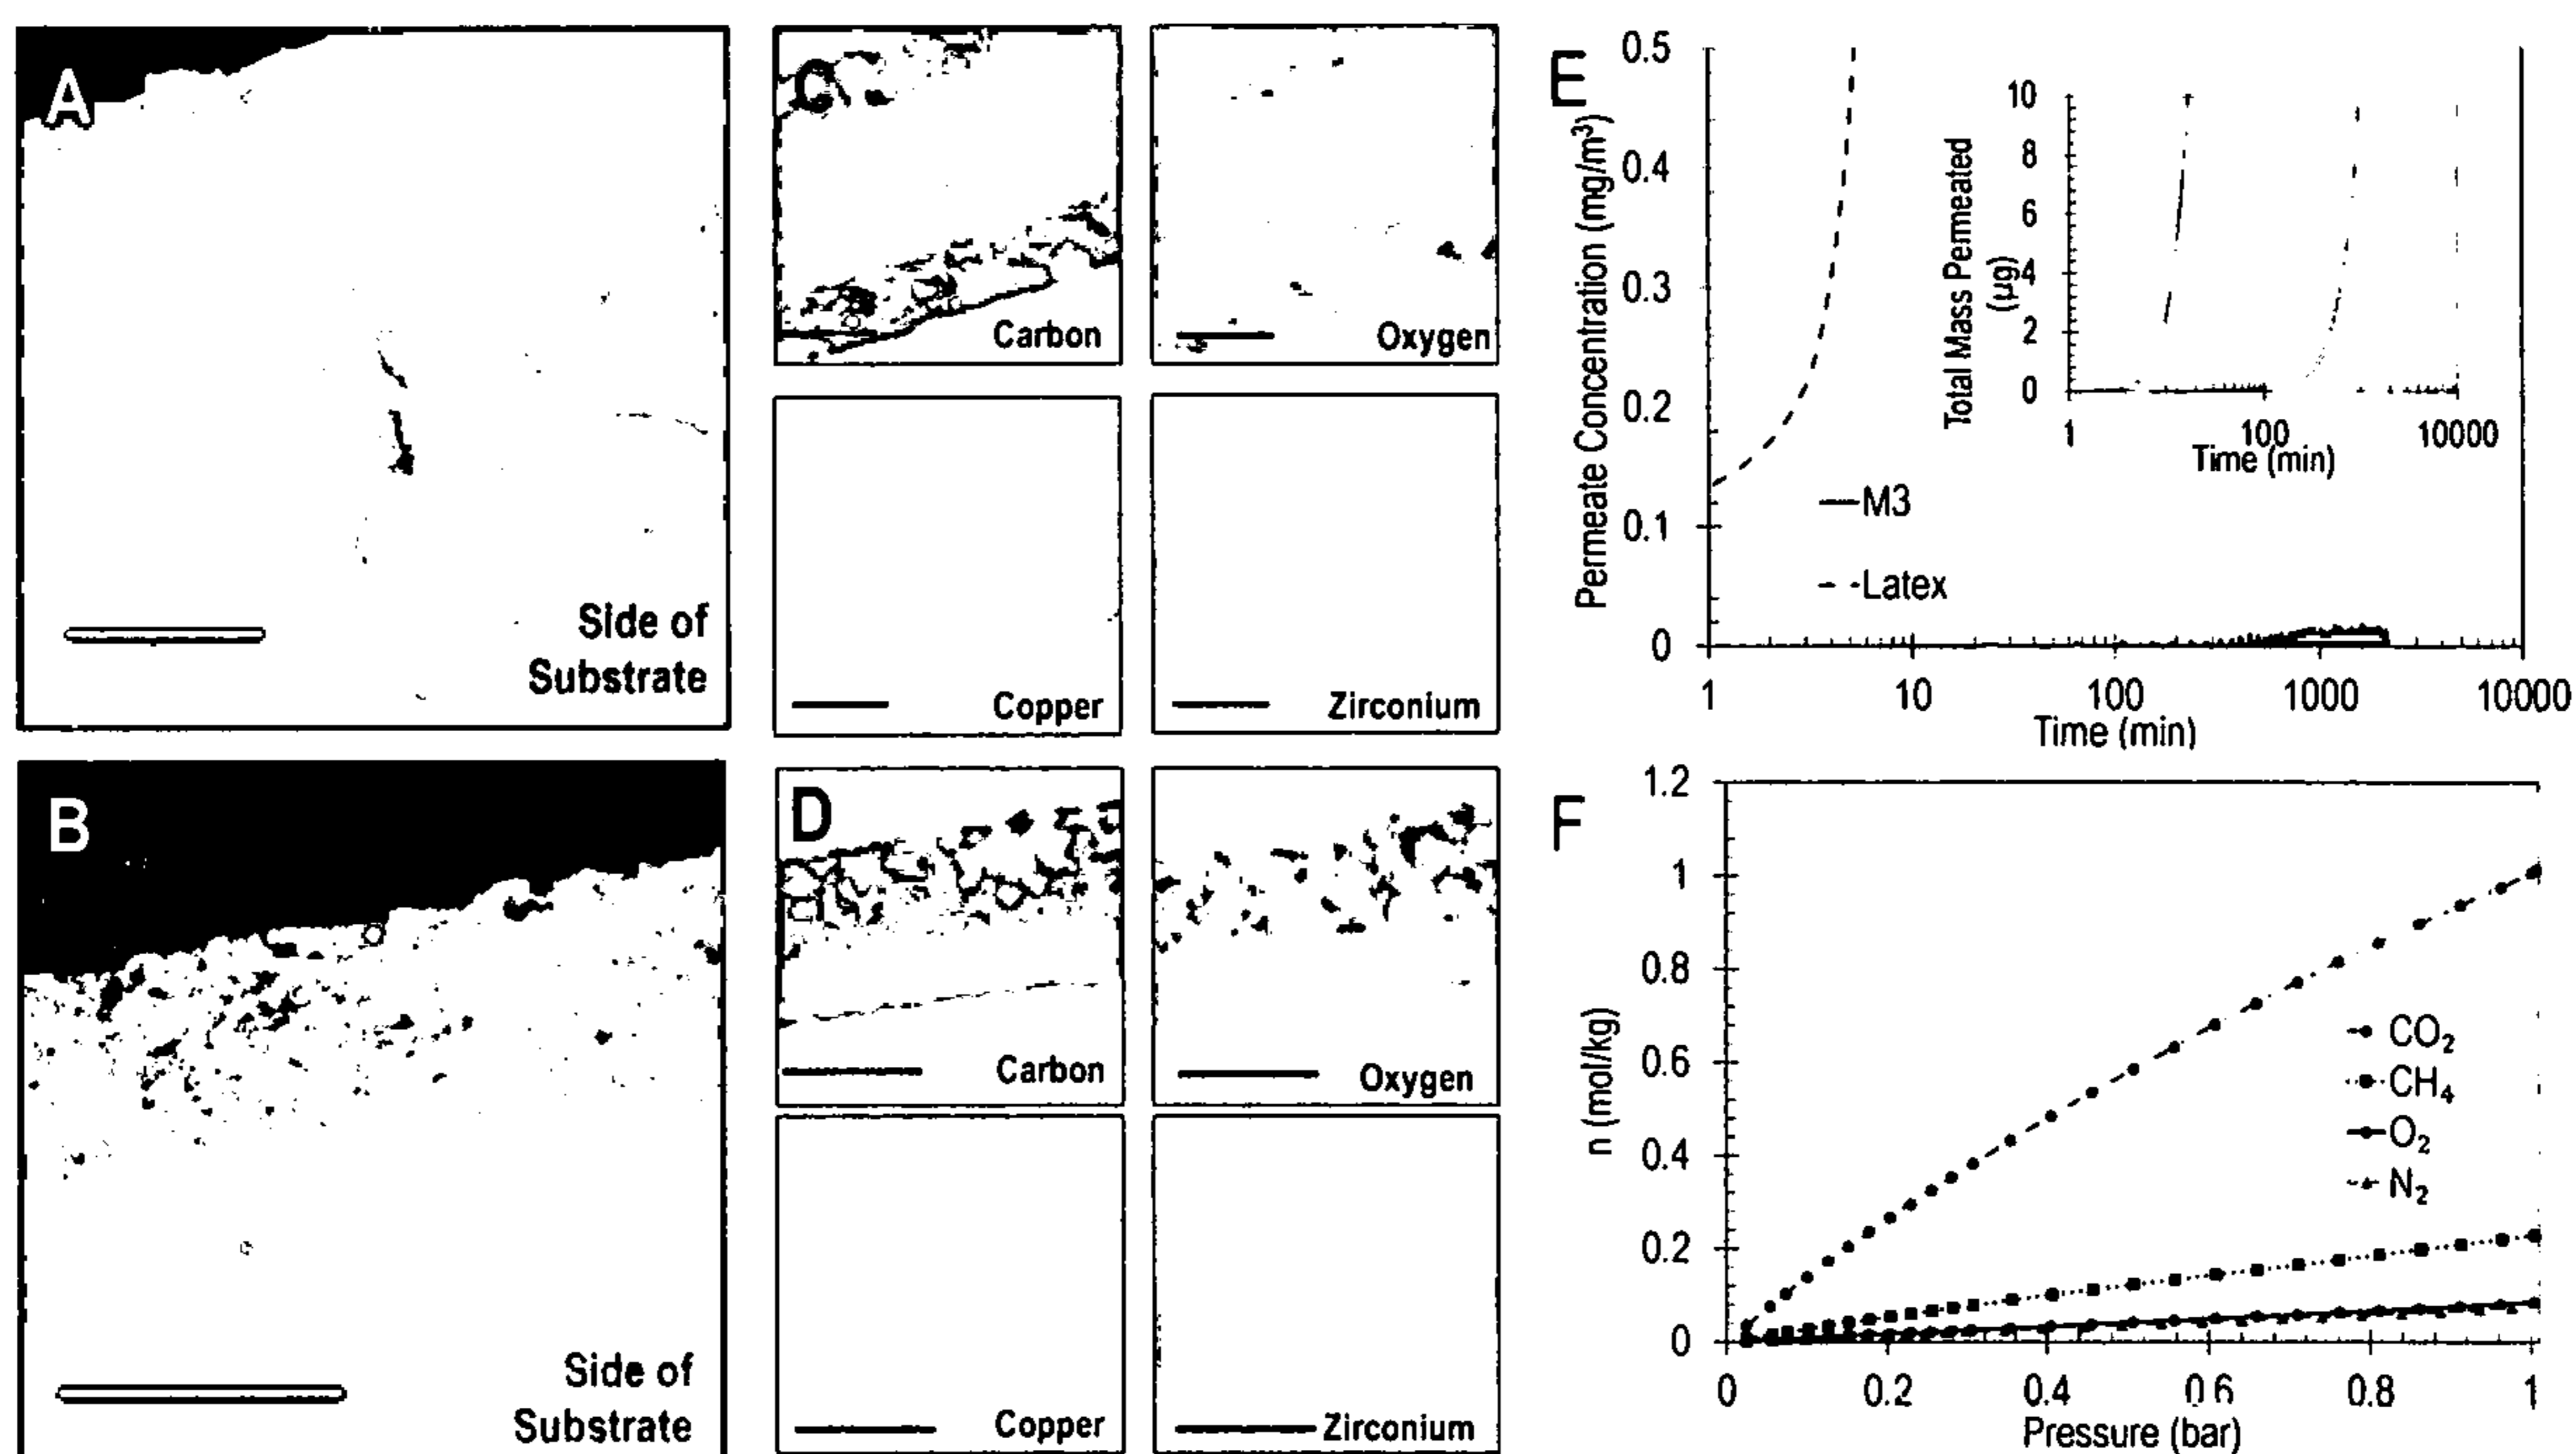 A
Side of
Substrate
B
Side of
Substrate
C
Carbon
Oxygen
Copper
Zirconium
D
Carbon
Oxygen
Copper
Zirconium
E
Permeate Concentration (mg/m³)
0.5
0.4
0.3
0.2
0.1
0
1
10
100
1000
10000
Time (min)
M3
Latex
Total Mass Permeated
(µg)
10
8
6
4
2
0
1
100
10000
Time (min)
F
n (mol/kg)
1.2
1
0.8
0.6
0.4
0.2
0
0
0.2
0.4
0.6
0.8
1
Pressure (bar)
CO₂
CH₄
O₂
N₂